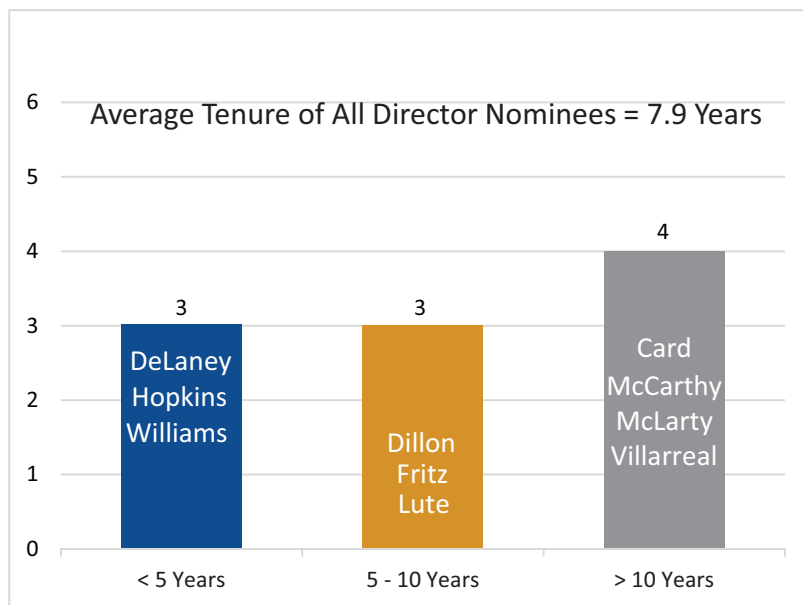 Average Tenure of All Director Nominees = 7.9 Years
6
5
4
3
2
1
0
3
DeLaney
Hopkins
Williams
3
Dillon
Fritz
Lute
4
Card
McCarthy
McLarty
Villarreal
< 5 Years
5 - 10 Years
> 10 Years